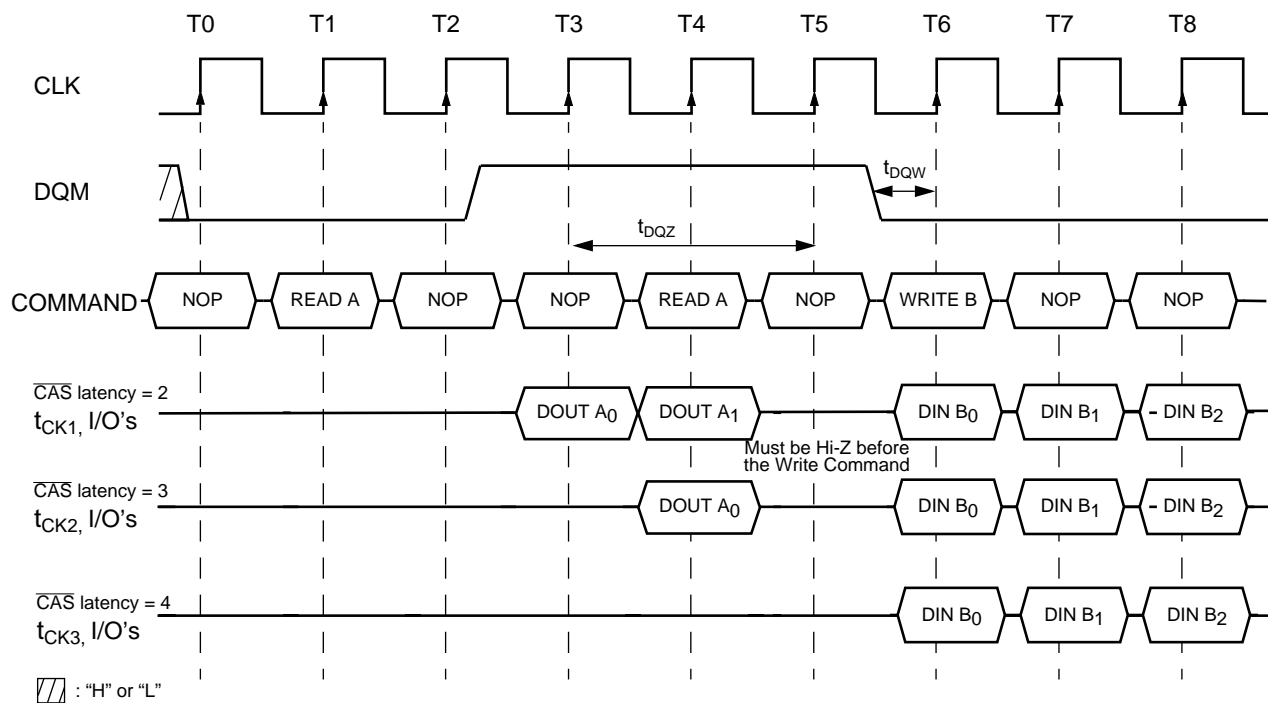 T0 T1 T2 T3 T4 T5 T6 T7 T8
CLK
DQM
tDQW
tDQZ
COMMAND NOP READ A NOP NOP READ A NOP WRITE B NOP NOP
CAS latency = 2
tCK1, I/O's DOUT A0 DOUT A1 DIN B0 DIN B1 DIN B2
Must be Hi-Z before
the Write Command
CAS latency = 3
tCK2, I/O's DOUT A0 DIN B0 DIN B1 DIN B2
CAS latency = 4
tCK3, I/O's DIN B0 DIN B1 DIN B2
: “H” or “L”